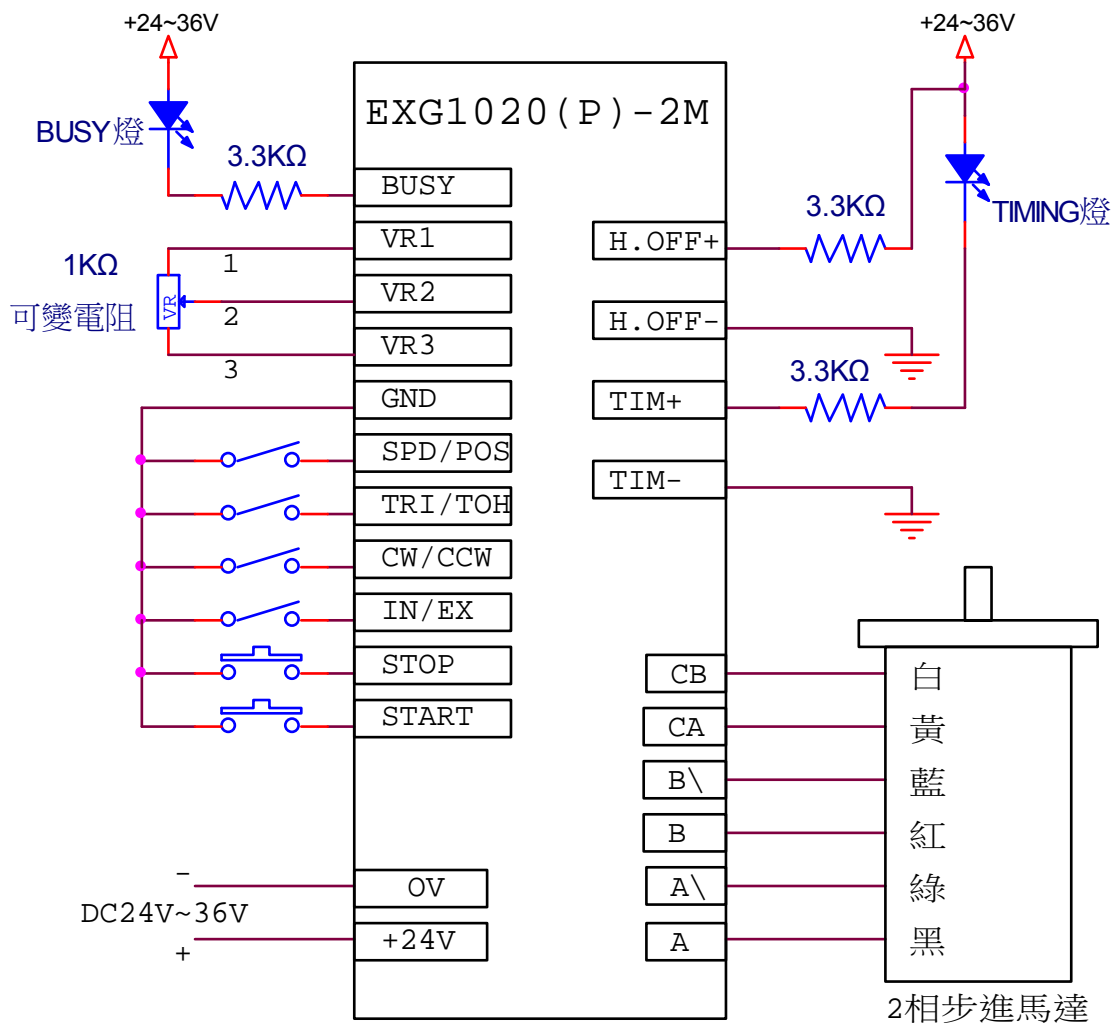 +24~36V
+24~36V
EXG1020(P)-2M
BUSY燈
3.3KΩ
BUSY
TIMING燈
3.3KΩ
VR1
H.OFF+
1KΩ
1
VR
可變電阻
VR2
2
H.OFF-
VR3
3
3.3KΩ
GND
TIM+
SPD/POS
TIM-
TRI/TOH
CW/CCW
IN/EX
STOP
CB
白
START
CA
黃
B\
藍
B
紅
-
0V
A\
綠
DC24V~36V
+24V
A
黑
+
2相步進馬達